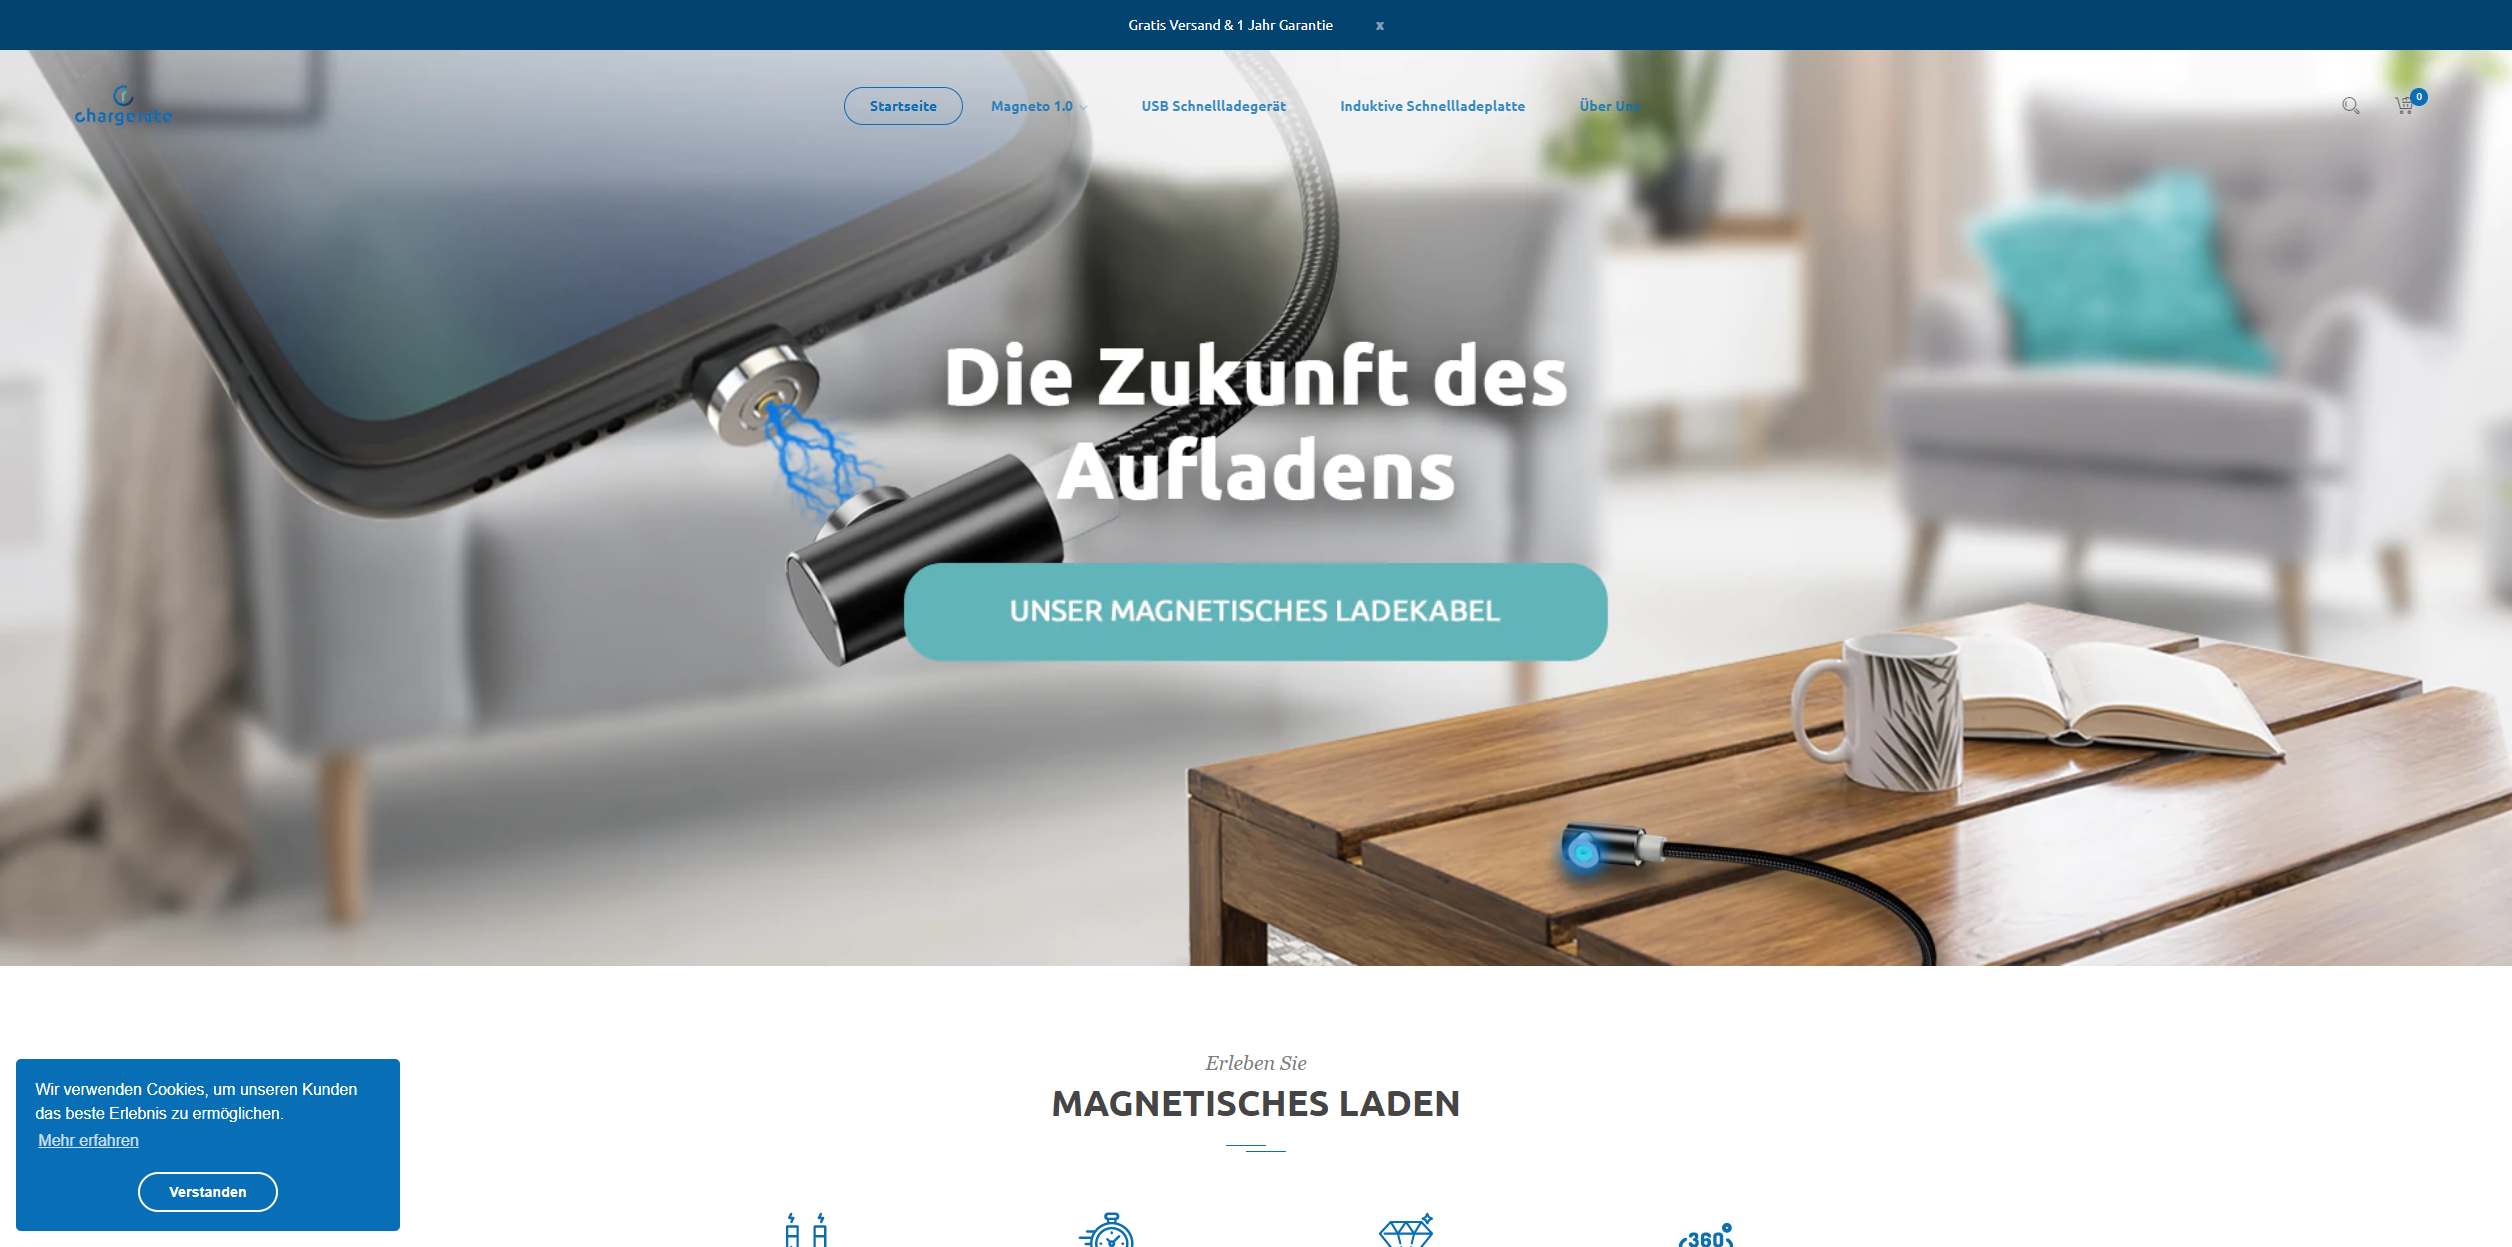 Gratis Versand & 1 Jahr Garantie x
chargerate
Startseite
Magneto 1.0
USB Schnellladegerät
Induktive Schnellladeplatte
Über Uns
0
Die Zukunft des
Aufladens
UNSER MAGNETISCHES LADEKABEL
Erleben Sie
MAGNETISCHES LADEN
Wir verwenden Cookies, um unseren Kunden
das beste Erlebnis zu ermöglichen.
Mehr erfahren
Verstanden
360°